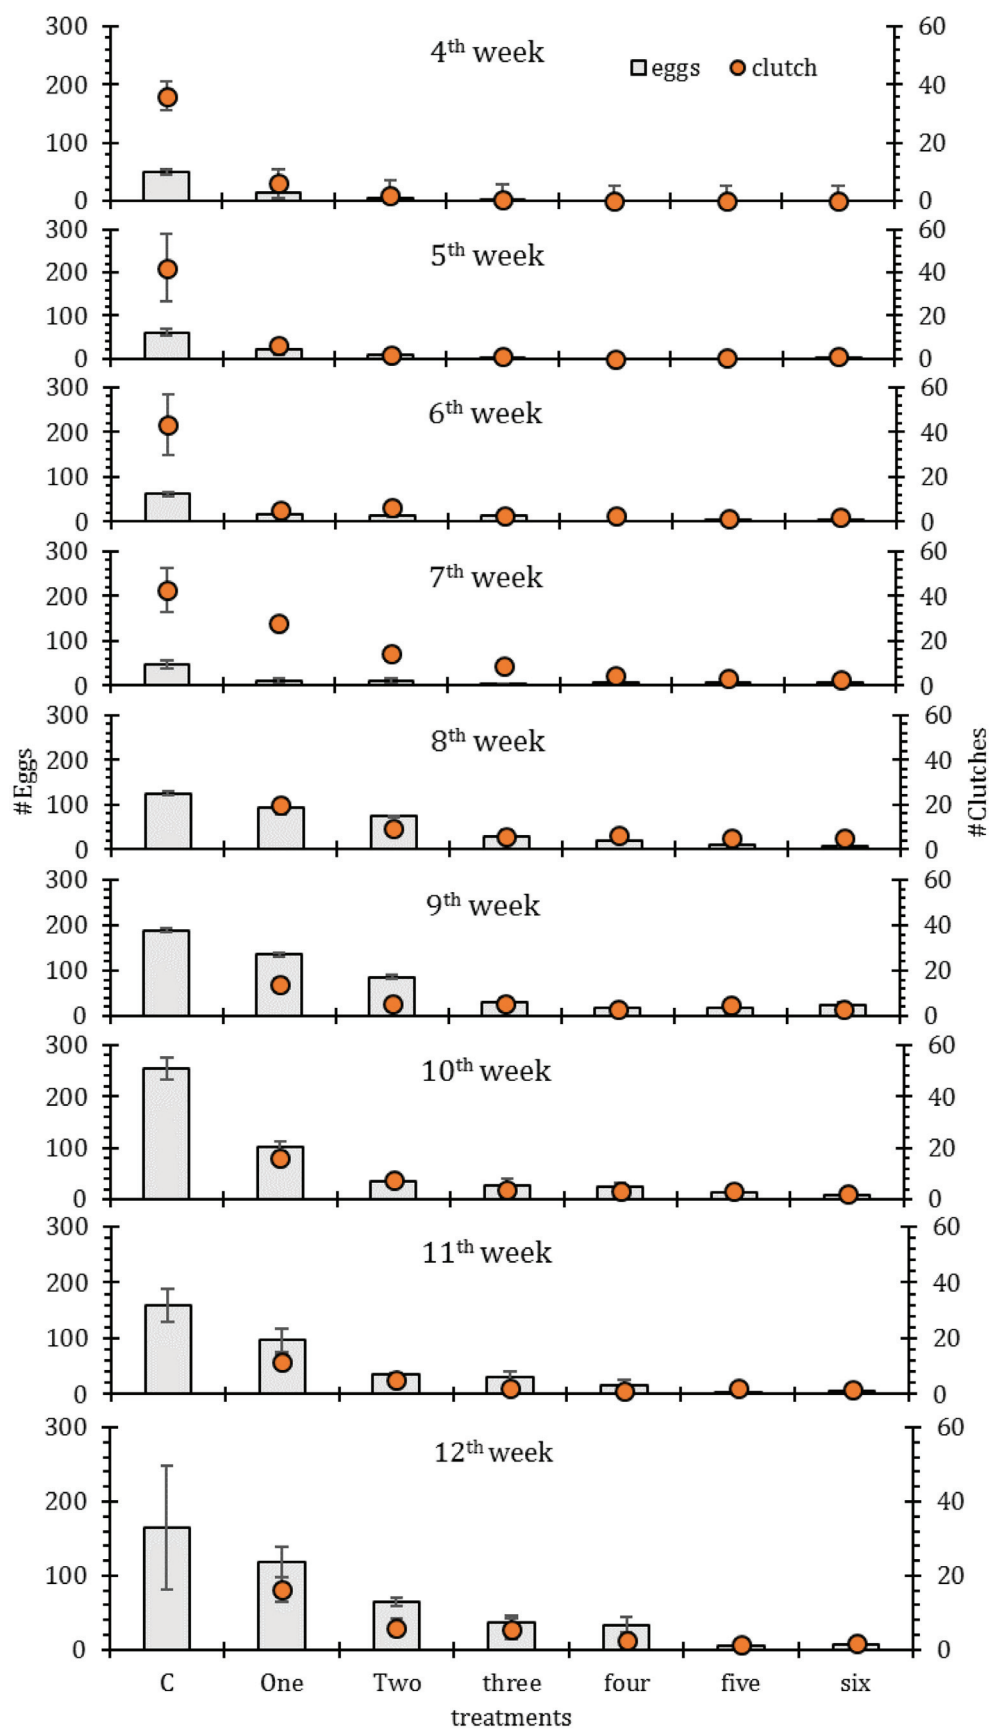 300 60
4th week
eggs clutch
200 40
100 20
0 0
300 60
5th week
200 40
100 20
0 0
300 60
6th week
200 40
100 20
0 0
300 60
7th week
200 40
100 20
0 0
300 60
8th week
200 40
#Eggs
#Clutches
100 20
0 0
300 60
9th week
200 40
100 20
0 0
300 60
10th week
200 40
100 20
0 0
300 60
11th week
200 40
100 20
0 0
300 60
12th week
200 40
100 20
0 0
C One Two three four five six
treatments